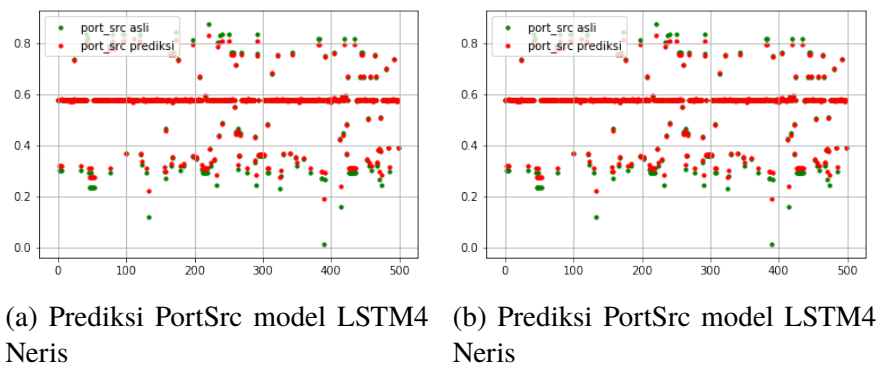 port_src asli
port_src prediksi
0.8
0.6
0.4
0.2
0.0
0 100 200 300 400 500
port_src asli
port_src prediksi
0.8
0.6
0.4
0.2
0.0
0 100 200 300 400 500
(a) Prediksi PortSrc model LSTM4
Neris
(b) Prediksi PortSrc model LSTM4
Neris